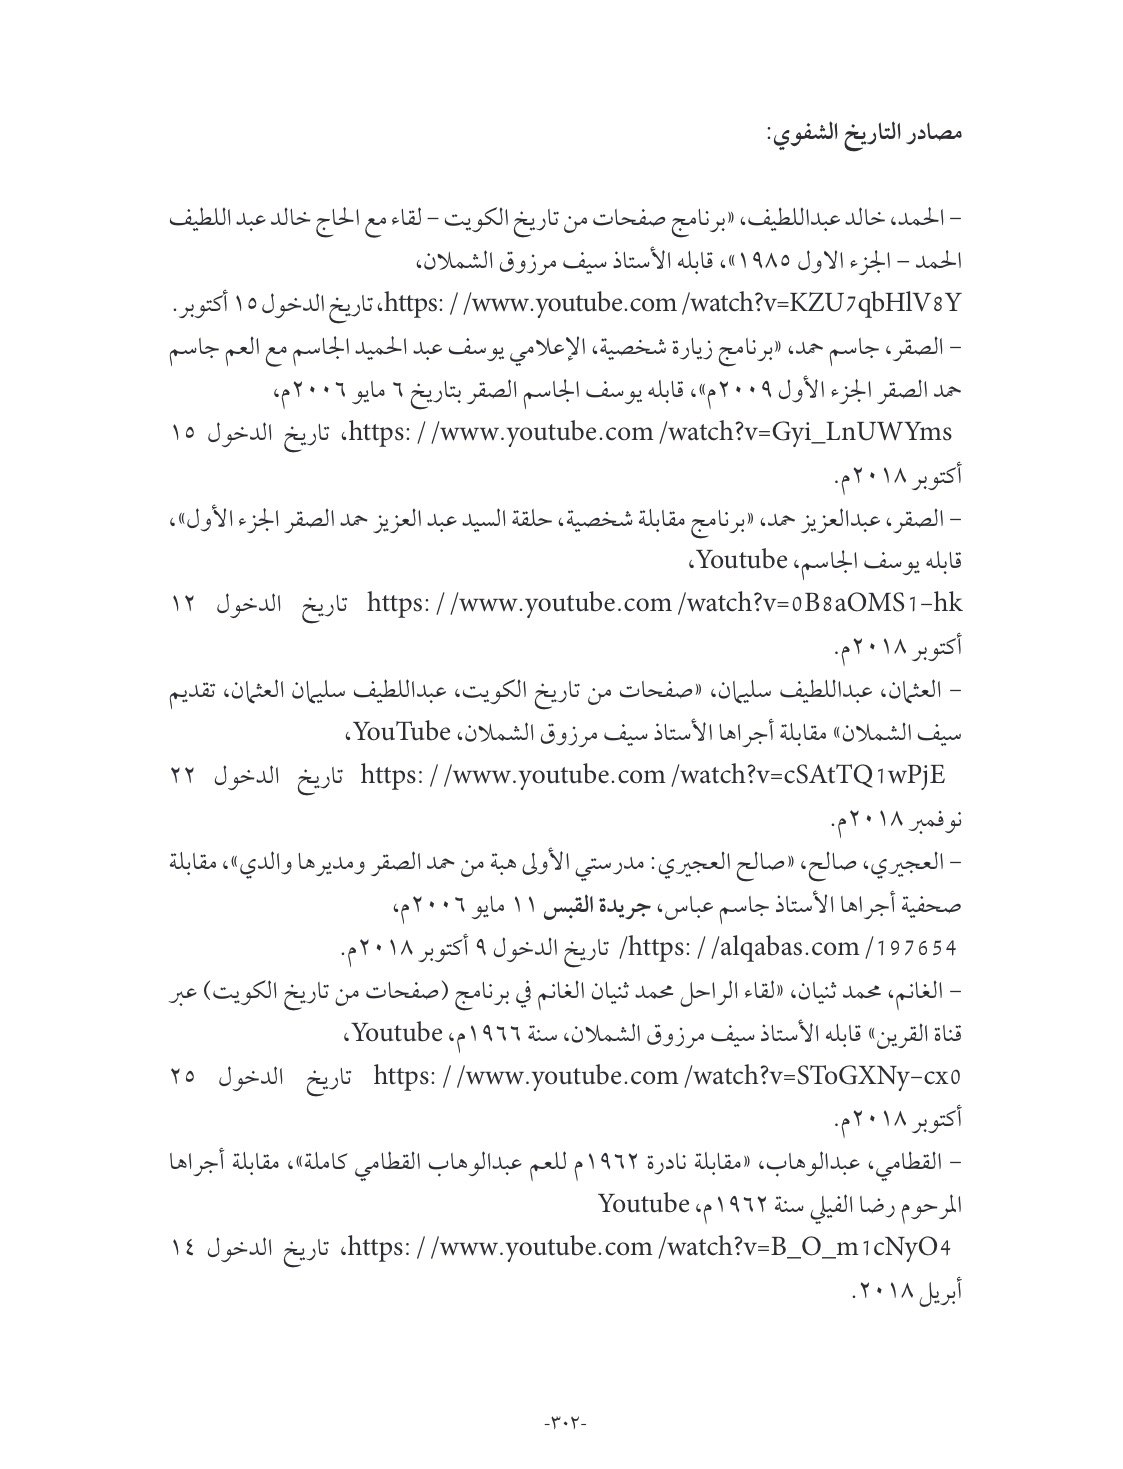 مصادر التاريخ الشفوي:
– الحمد، خالد عبداللطيف، «برنامج صفحات من تاريخ الكويت – لقاء مع الحاج خالد عبد اللطيف
الحمد – الجزء الاول ١٩٨٥»، قابله الأستاذ سيف مرزوق الشملان،
https://www.youtube.com/watch?v=KZU7qbHlV8Y، تاريخ الدخول ١٥ أكتوبر.
– الصقر، جاسم حمد، «برنامج زيارة شخصية، الإعلامي يوسف عبد الحميد الجاسم مع العم جاسم
حمد الصقر الجزء الأول ٢٠٠٩م»، قابله يوسف الجاسم الصقر بتاريخ ٦ مايو ٢٠٠٦م،
https://www.youtube.com/watch?v=Gyi_LnUWYms، تاريخ الدخول ١٥
أكتوبر ٢٠١٨م.
– الصقر، عبدالعزيز حمد، «برنامج مقابلة شخصية، حلقة السيد عبد العزيز حمد الصقر الجزء الأول»،
قابله يوسف الجاسم، Youtube،
https://www.youtube.com/watch?v=0B8aOMS1-hk تاريخ الدخول ١٢
أكتوبر ٢٠١٨م.
– العثمان، عبداللطيف سليمان، «صفحات من تاريخ الكويت، عبداللطيف سليمان العثمان، تقديم
سيف الشملان» مقابلة أجراها الأستاذ سيف مرزوق الشملان، YouTube،
https://www.youtube.com/watch?v=cSAtTQ1wPjE تاريخ الدخول ٢٢
نوفمبر ٢٠١٨م.
– العجيري، صالح، «صالح العجيري: مدرستي الأولى هبة من حمد الصقر ومديرها والدي»، مقابلة
صحفية أجراها الأستاذ جاسم عباس، جريدة القبس ١١ مايو ٢٠٠٦م،
https://alqabas.com/197654/ تاريخ الدخول ٩ أكتوبر ٢٠١٨م.
– الغانم، محمد ثنيان، «لقاء الراحل محمد ثنيان الغانم في برنامج (صفحات من تاريخ الكويت) عبر
قناة القرين» قابله الأستاذ سيف مرزوق الشملان، سنة ١٩٦٦م، Youtube،
https://www.youtube.com/watch?v=SToGXNy-cx0 تاريخ الدخول ٢٥
أكتوبر ٢٠١٨م.
– القطامي، عبدالوهاب، «مقابلة نادرة ١٩٦٢م للعم عبدالوهاب القطامي كاملة»، مقابلة أجراها
المرحوم رضا الفيلي سنة ١٩٦٢م، Youtube
https://www.youtube.com/watch?v=B_O_m1cNyO4، تاريخ الدخول ١٤
أبريل ٢٠١٨.
-٣٠٢-